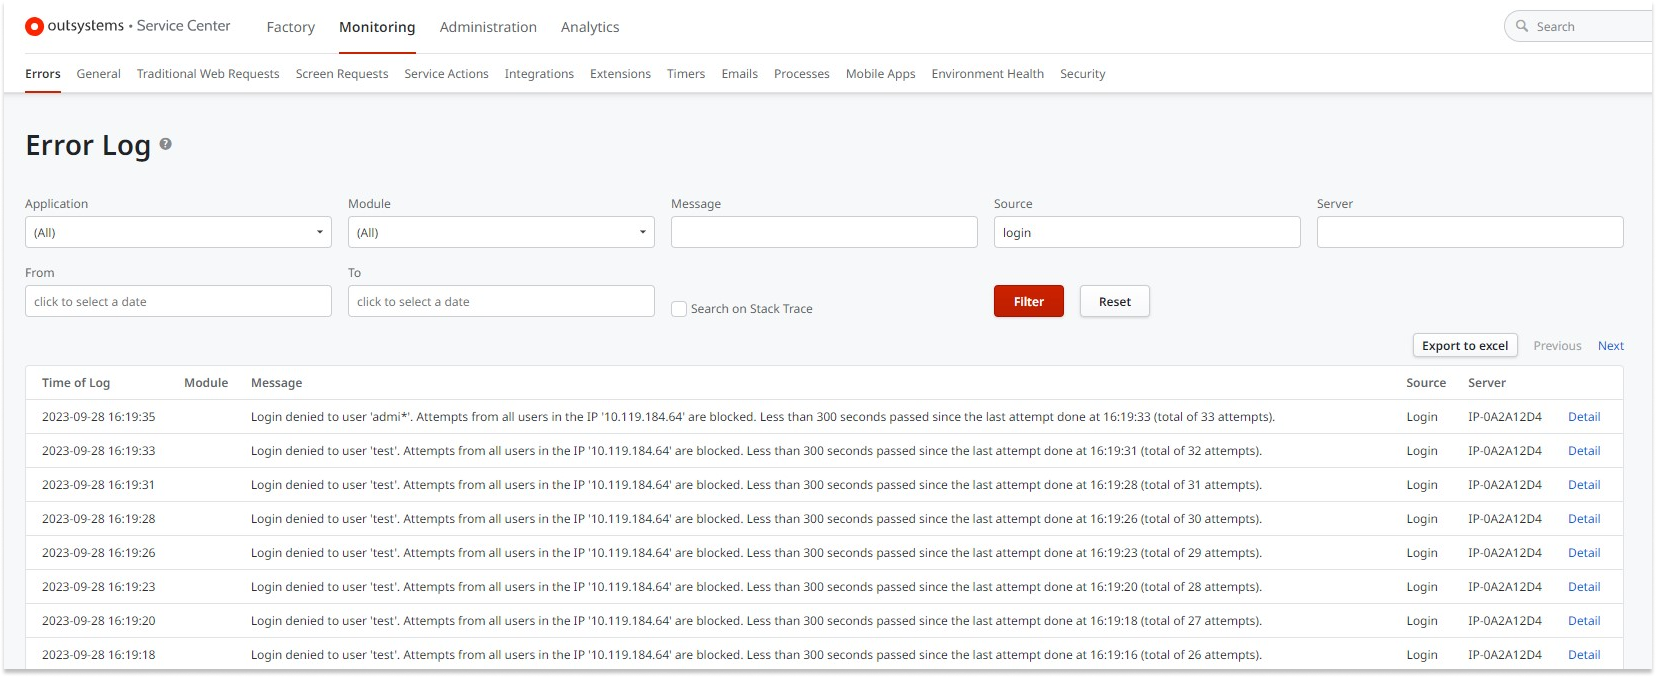 outsystems • Service Center Factory Monitoring Administration Analytics Search
Errors General Traditional Web Requests Screen Requests Service Actions Integrations Extensions Timers Emails Processes Mobile Apps Environment Health Security
Error Log ?
Application Module Message Source Server
(All) (All) login
From To
click to select a date click to select a date Search on Stack Trace Filter Reset
Export to excel Previous Next
Time of Log Module Message Source Server
2023-09-28 16:19:35 Login denied to user 'admi*'. Attempts from all users in the IP '10.119.184.64' are blocked. Less than 300 seconds passed since the last attempt done at 16:19:33 (total of 33 attempts). Login IP-0A2A12D4 Detail
2023-09-28 16:19:33 Login denied to user 'test'. Attempts from all users in the IP '10.119.184.64' are blocked. Less than 300 seconds passed since the last attempt done at 16:19:31 (total of 32 attempts). Login IP-0A2A12D4 Detail
2023-09-28 16:19:31 Login denied to user 'test'. Attempts from all users in the IP '10.119.184.64' are blocked. Less than 300 seconds passed since the last attempt done at 16:19:28 (total of 31 attempts). Login IP-0A2A12D4 Detail
2023-09-28 16:19:28 Login denied to user 'test'. Attempts from all users in the IP '10.119.184.64' are blocked. Less than 300 seconds passed since the last attempt done at 16:19:26 (total of 30 attempts). Login IP-0A2A12D4 Detail
2023-09-28 16:19:26 Login denied to user 'test'. Attempts from all users in the IP '10.119.184.64' are blocked. Less than 300 seconds passed since the last attempt done at 16:19:23 (total of 29 attempts). Login IP-0A2A12D4 Detail
2023-09-28 16:19:23 Login denied to user 'test'. Attempts from all users in the IP '10.119.184.64' are blocked. Less than 300 seconds passed since the last attempt done at 16:19:20 (total of 28 attempts). Login IP-0A2A12D4 Detail
2023-09-28 16:19:20 Login denied to user 'test'. Attempts from all users in the IP '10.119.184.64' are blocked. Less than 300 seconds passed since the last attempt done at 16:19:18 (total of 27 attempts). Login IP-0A2A12D4 Detail
2023-09-28 16:19:18 Login denied to user 'test'. Attempts from all users in the IP '10.119.184.64' are blocked. Less than 300 seconds passed since the last attempt done at 16:19:16 (total of 26 attempts). Login IP-0A2A12D4 Detail